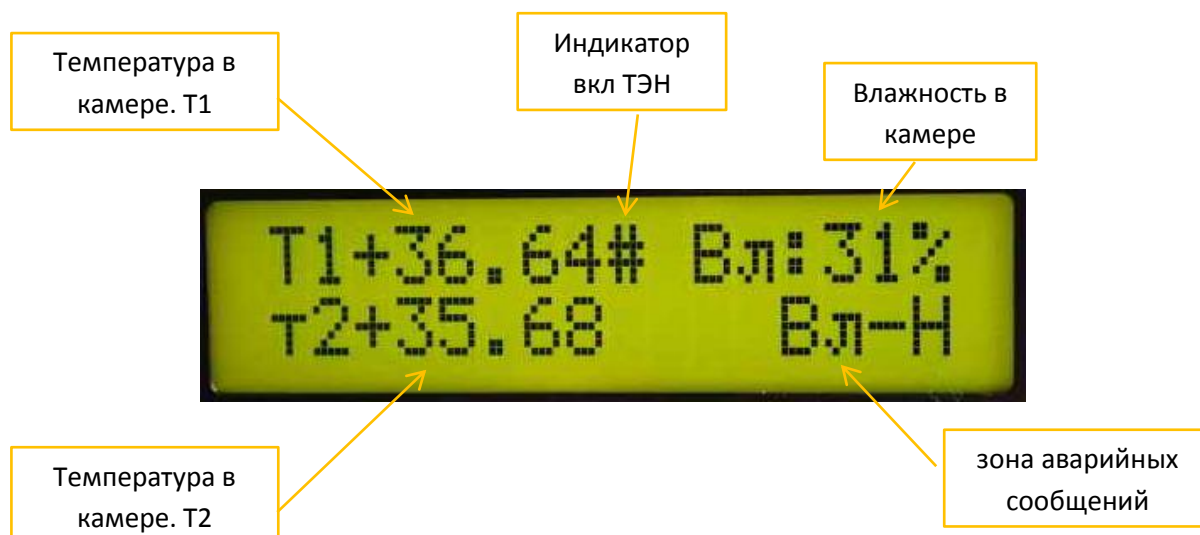 Температура в
камере. Т1
Индикатор
вкл ТЭН
Влажность в
камере
Т1+36.64# Вл:31%
т2+35.68 Вл-Н
Температура в
камере. Т2
зона аварийных
сообщений